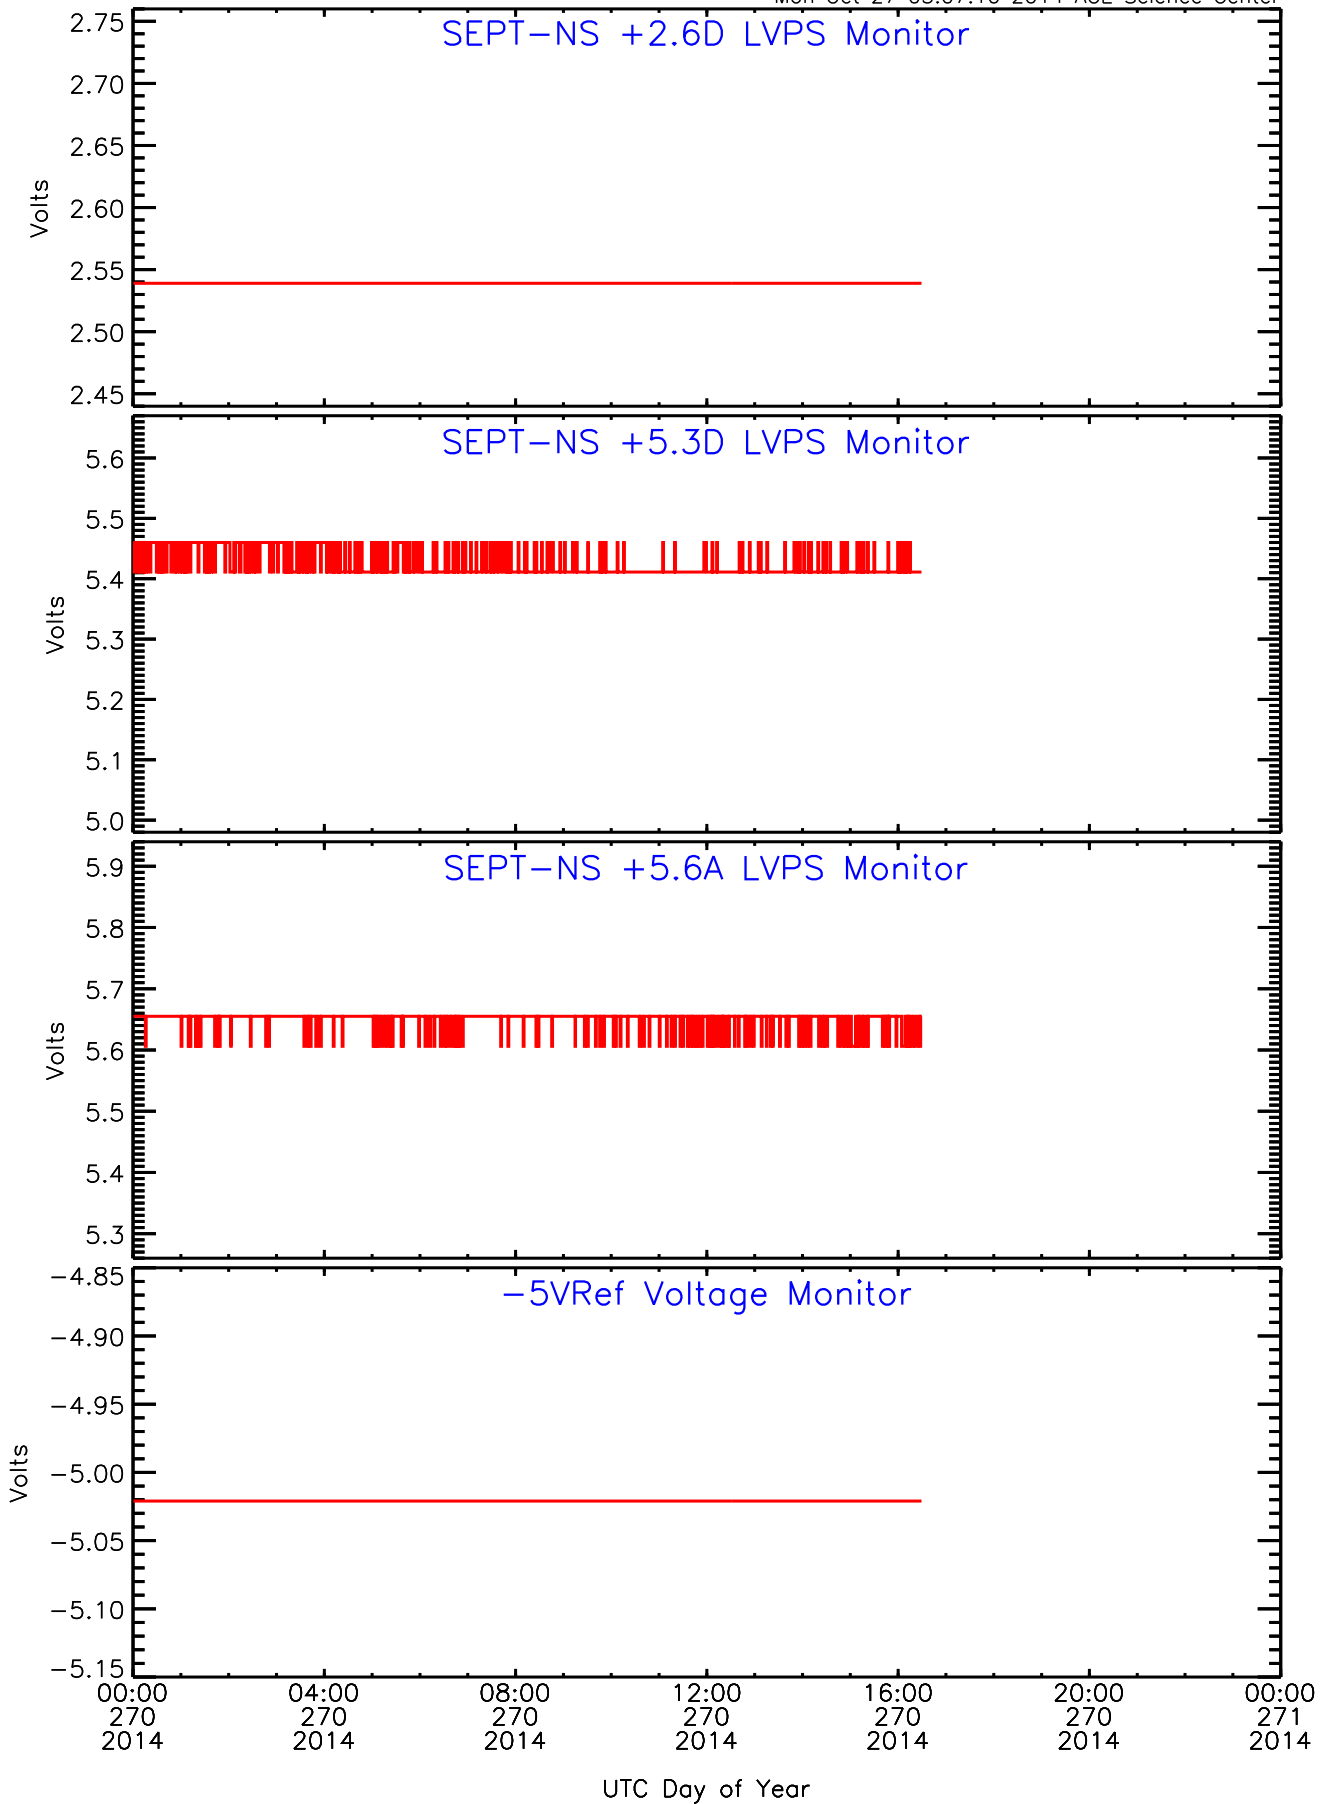 SEPT-NS +2.6D LVPS Monitor
2.75
2.70
2.65
2.60
2.55
2.50
2.45
Volts
SEPT-NS +5.3D LVPS Monitor
5.6
5.5
5.4
5.3
5.2
5.1
5.0
Volts
SEPT-NS +5.6A LVPS Monitor
5.9
5.8
5.7
5.6
5.5
5.4
5.3
Volts
-5VRef Voltage Monitor
-4.85
-4.90
-4.95
-5.00
-5.05
-5.10
-5.15
Volts
00:00 04:00 08:00 12:00 16:00 20:00 00:00
270 270 270 270 270 270 271
2014 2014 2014 2014 2014 2014 2014
UTC Day of Year